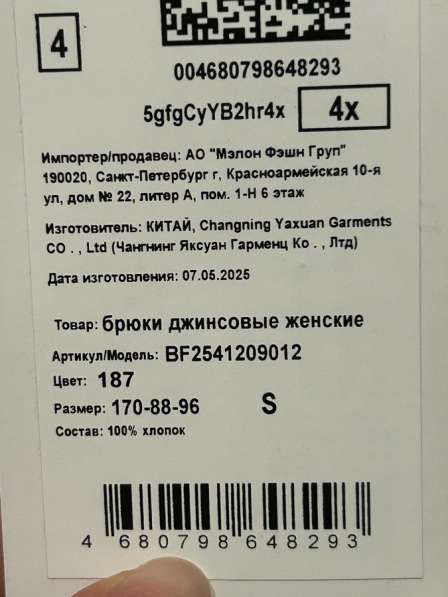 4
004680798648293
5gfgCyYB2hr4x
4x
Импортер/продавец: АО "Мэлон Фэшн Груп"
190020, Санкт-Петербург г, Красноармейская 10-я
ул, дом № 22, литер А, пом. 1-Н 6 этаж
Изготовитель: КИТАЙ, Changning Yaxuan Garments
CO . , Ltd (Чангнинг Яксуан Гарменц Ко . , Лтд)
Дата изготовления: 07.05.2025
Товар: брюки джинсовые женские
Артикул/Модель: BF2541209012
Цвет: 187
Размер: 170-88-96 S
Состав: 100% хлопок
4 680798 648293